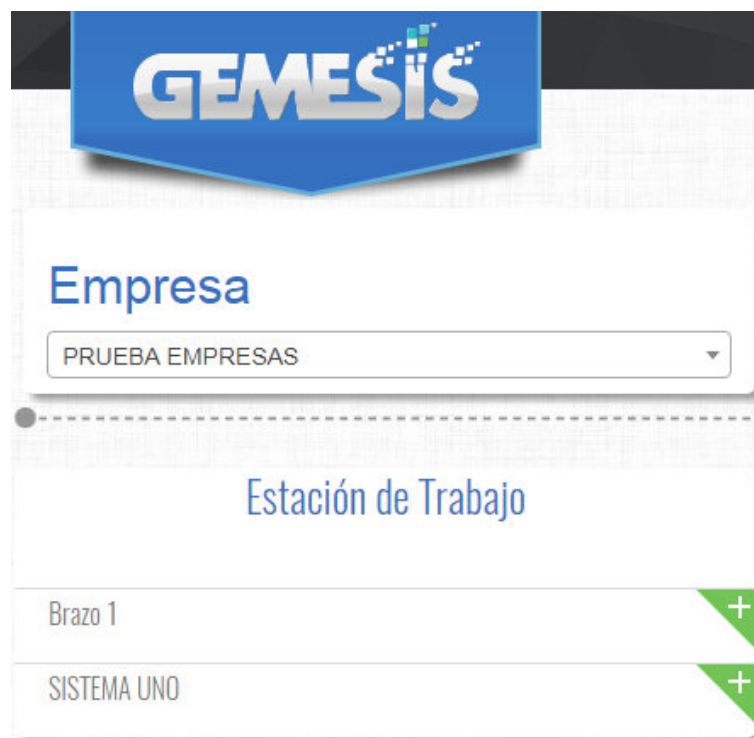 GEMESIS
Empresa
PRUEBA EMPRESAS
Estación de Trabajo
Brazo 1
SISTEMA UNO